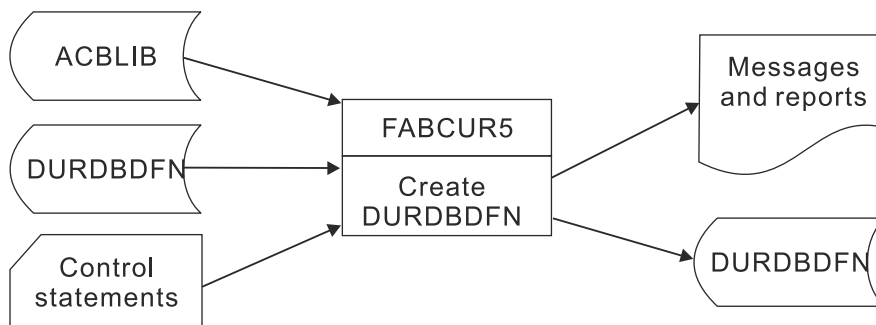 ACBLIB
DURDBDFN
Control
statements
FABCUR5
Create
DURDBDFN
Messages
and reports
DURDBDFN